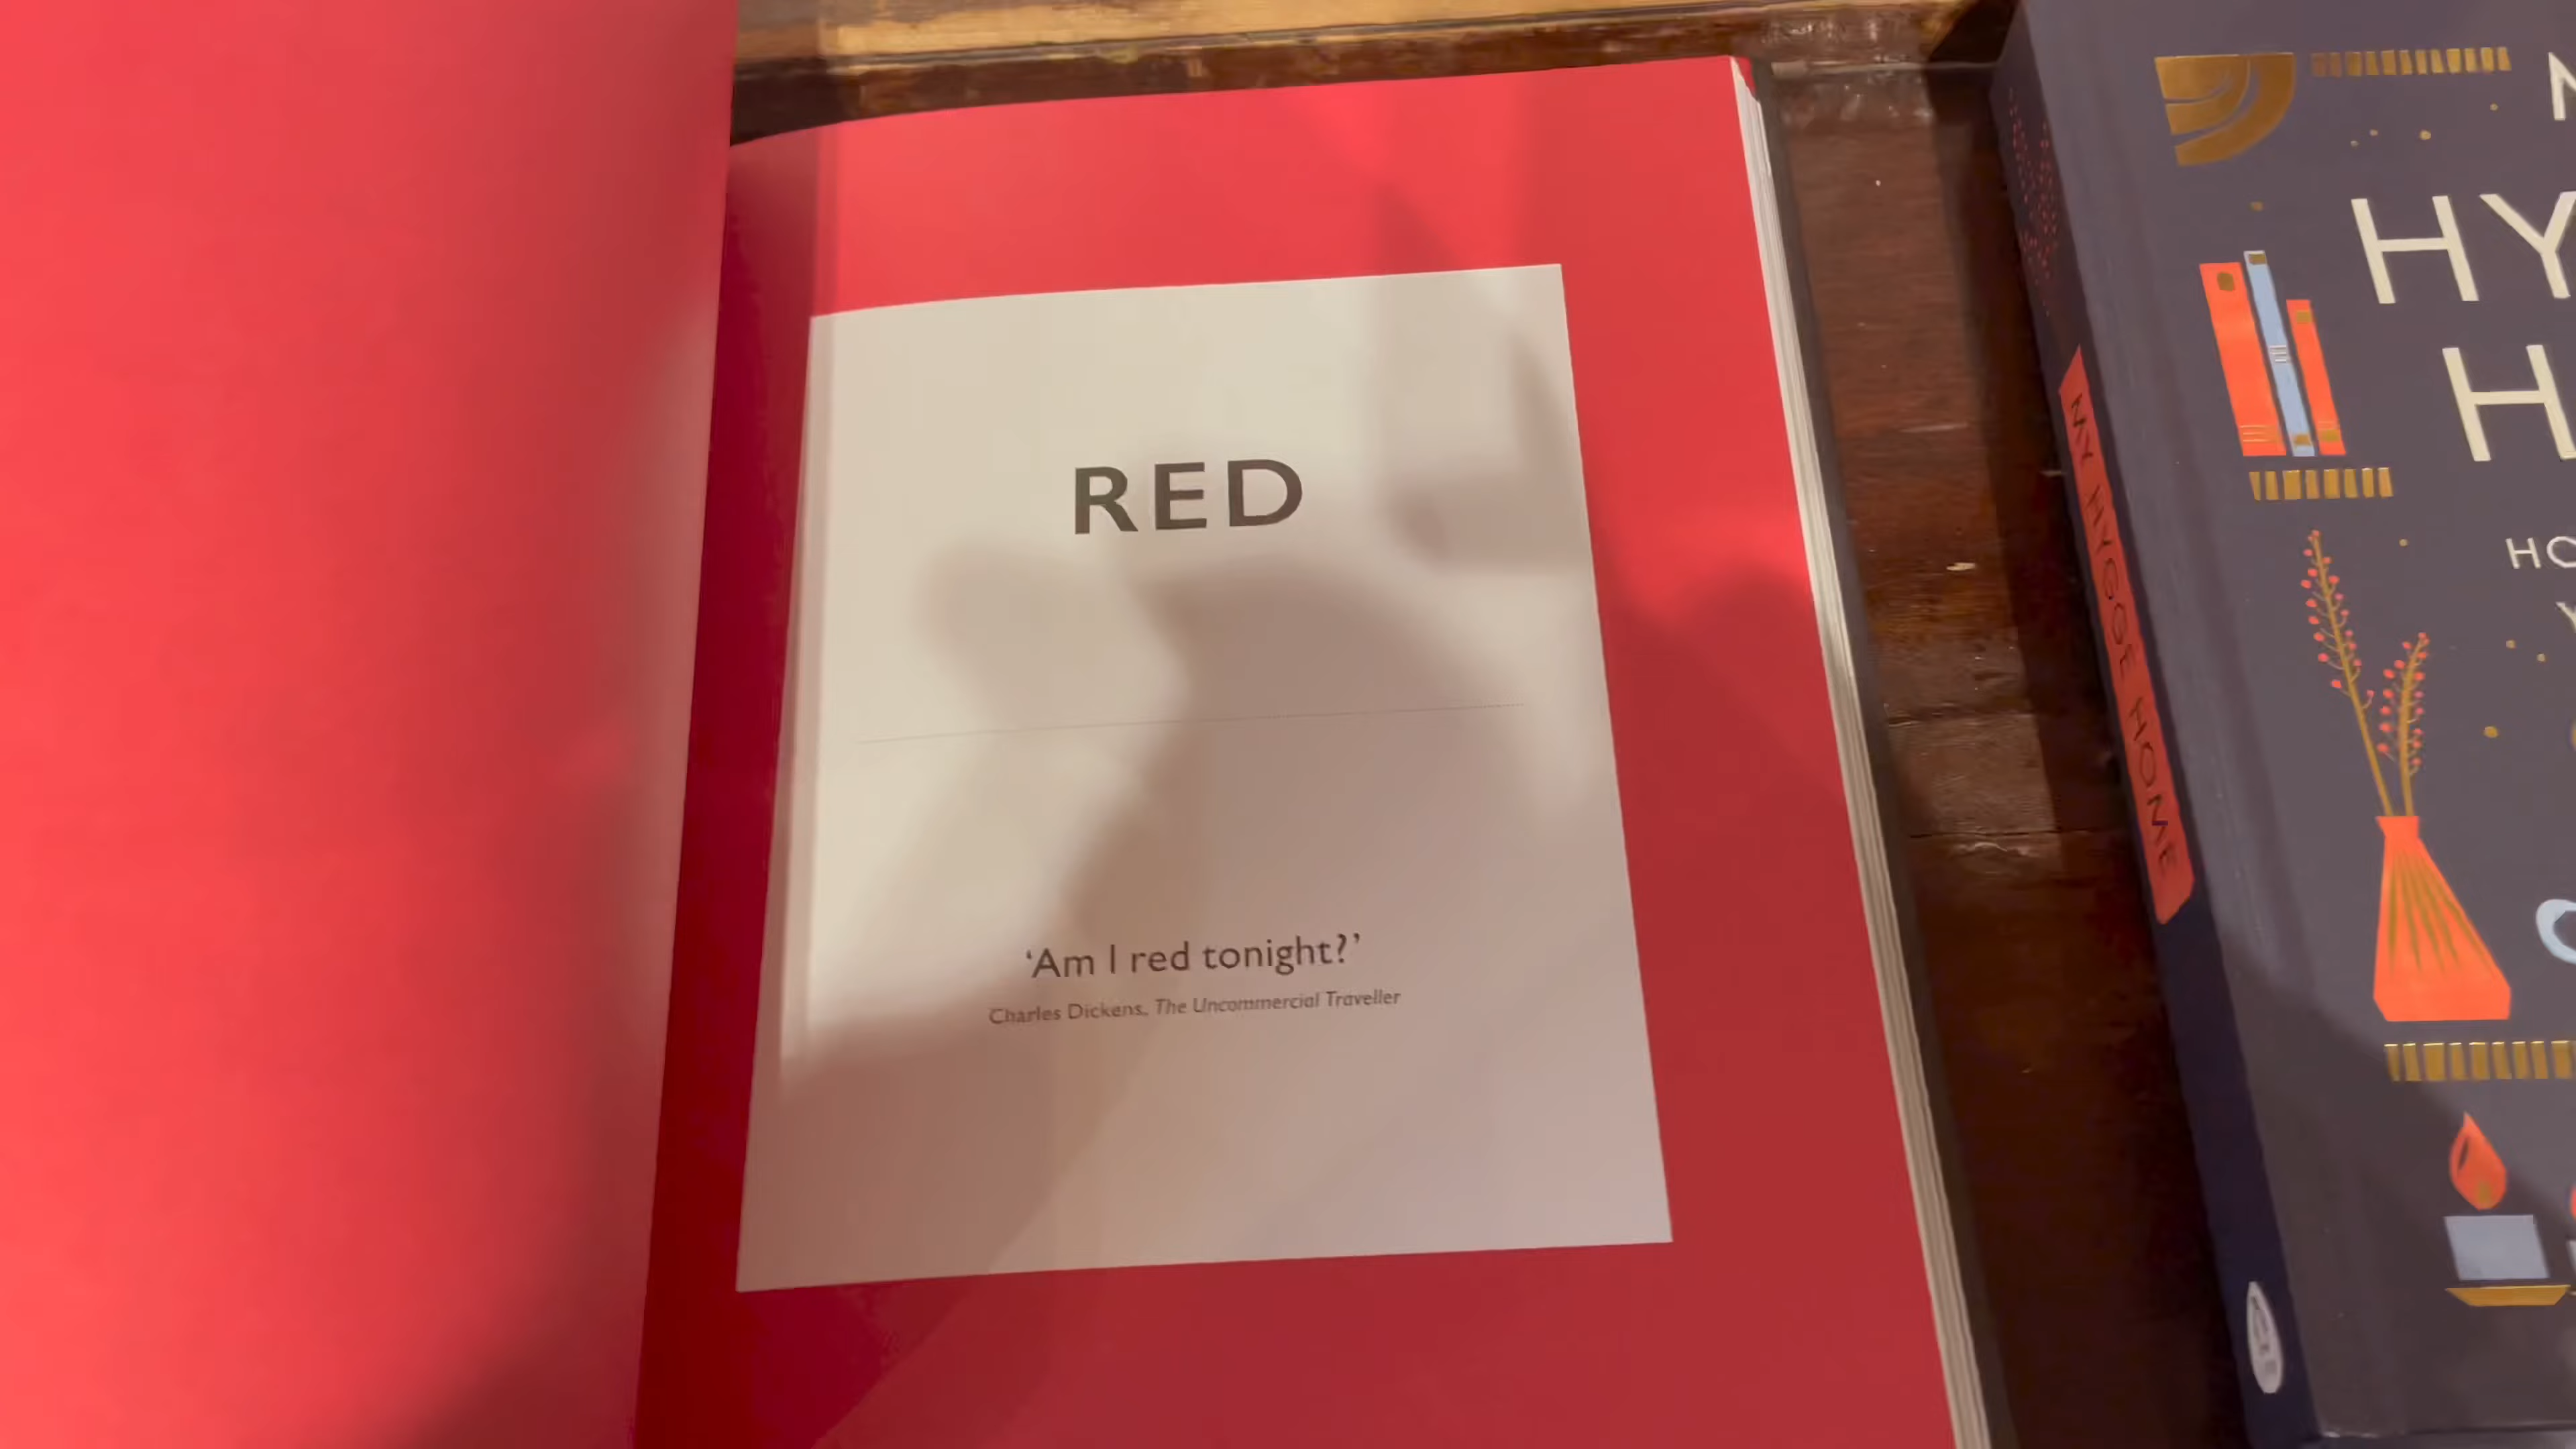 RED
‘Am I red tonight?’
Charles Dickens, The Uncommercial Traveller
MY HYGGE HOME
HY
H